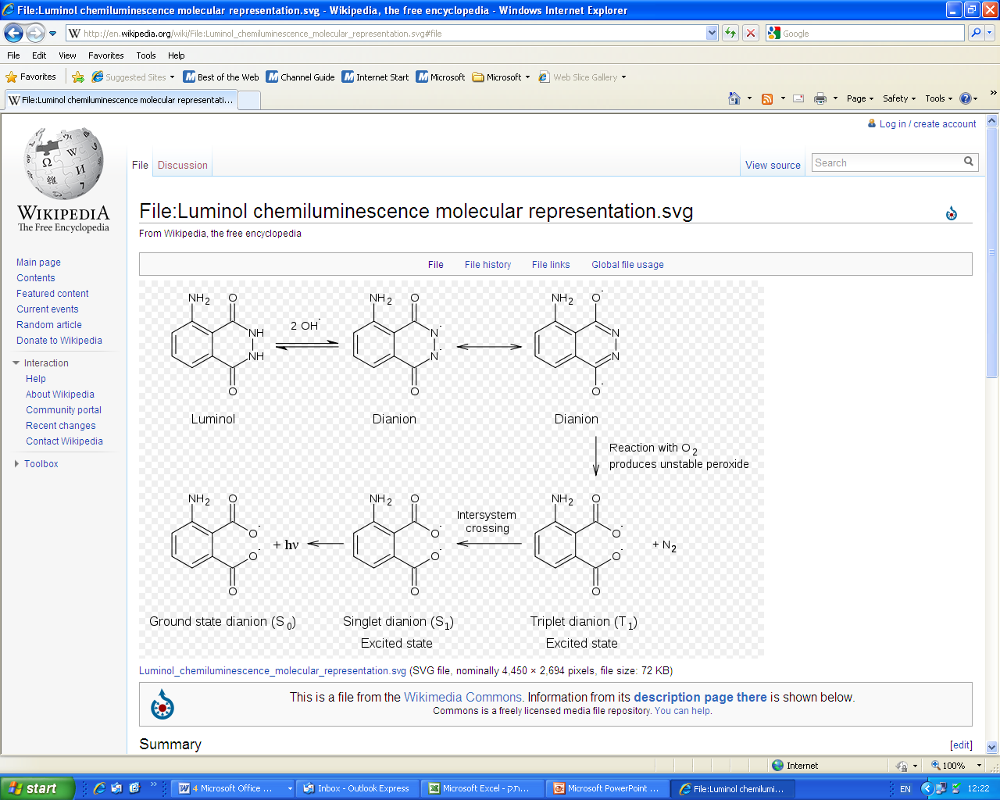 File:Luminol chemiluminescence molecular representation.svg - Wikipedia, the free encyclopedia - Windows Internet Explorer
http://en.wikipedia.org/wiki/File:Luminol_chemiluminescence_molecular_representation.svg#file
Google
File Edit View Favorites Tools Help
Favorites Suggested Sites Best of the Web Channel Guide Internet Start Microsoft Microsoft Web Slice Gallery
File:Luminol chemiluminescence molecular representati...
Page Safety Tools
Log in / create account
File Discussion
View source
Search
WIKIPEDIA
The Free Encyclopedia
Main page
Contents
Featured content
Current events
Random article
Donate to Wikipedia
Interaction
Help
About Wikipedia
Community portal
Recent changes
Contact Wikipedia
Toolbox
File:Luminol chemiluminescence molecular representation.svg
From Wikipedia, the free encyclopedia
File File history File links Global file usage
NH2 O NH2 O NH2 O-
2 OH-
NH N- N
NH N- N
O O O-
Luminol Dianion Dianion
Reaction with O2
produces unstable peroxide
NH2 O NH2 O NH2 O
Intersystem
crossing
O- O- O-
O- + hν O- O- + N2
O O O
Ground state dianion (S0) Singlet dianion (S1) Triplet dianion (T1)
Excited state Excited state
Luminol_chemiluminescence_molecular_representation.svg (SVG file, nominally 4,450 × 2,694 pixels, file size: 72 KB)
This is a file from the Wikimedia Commons. Information from its description page there is shown below.
Commons is a freely licensed media file repository. You can help.
Summary
[edit]
Internet 100%
start 4 Microsoft Office ... Inbox - Outlook Express Microsoft Excel - מתק... Microsoft PowerPoint ... File:Luminol chemilumi... EN 12:22